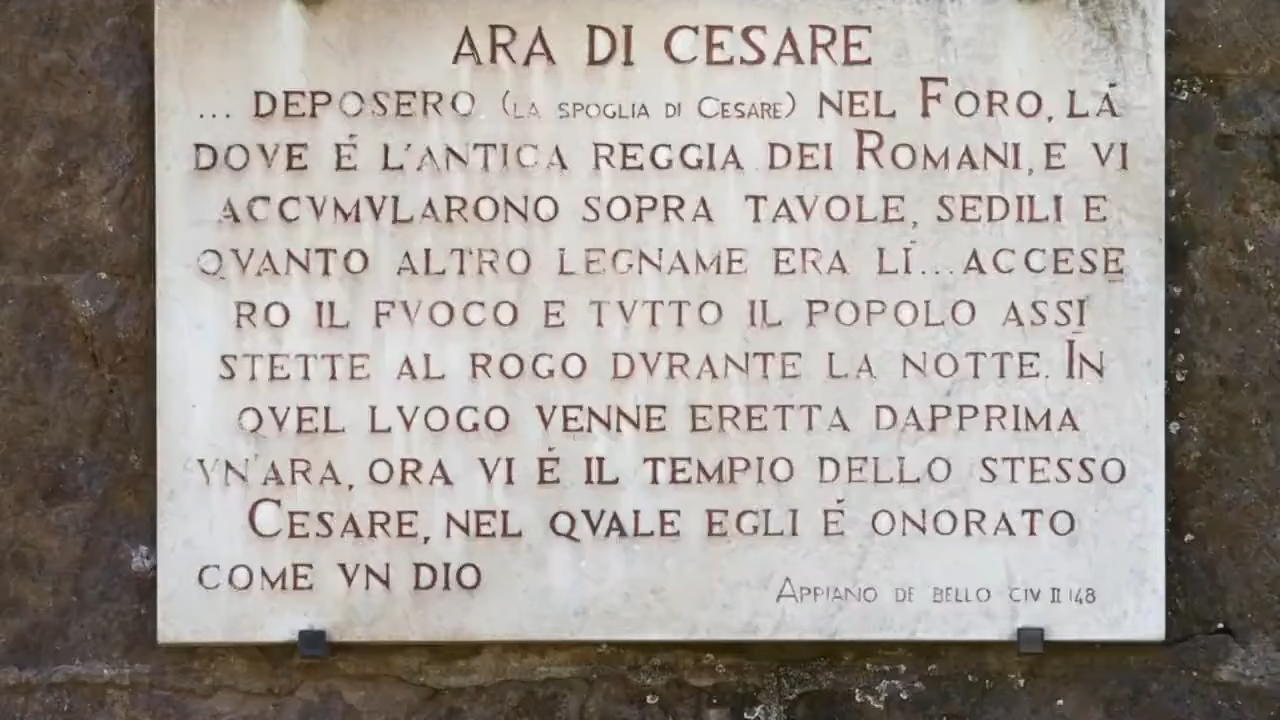 ARA DI CESARE
... DEPOSERO (LA SPOGLIA DI CESARE) NEL FORO, LÁ
DOVE É L'ANTICA REGGIA DEI ROMANI, E VI
ACCVMVLARONO SOPRA TAVOLE, SEDILI E
QVANTO ALTRO LEGNAME ERA LÍ... ACCESE
RO IL FVOCO E TVTTO IL POPOLO ASSI
STETTE AL ROGO DVRANTE LA NOTTE. IN
QVEL LVOGO VENNE ERETTA DAPPRIMA
VN'ARA, ORA VI É IL TEMPIO DELLO STESSO
CESARE, NEL QVALE EGLI É ONORATO
COME VN DIO
APPIANO DE BELLO CIV II 148